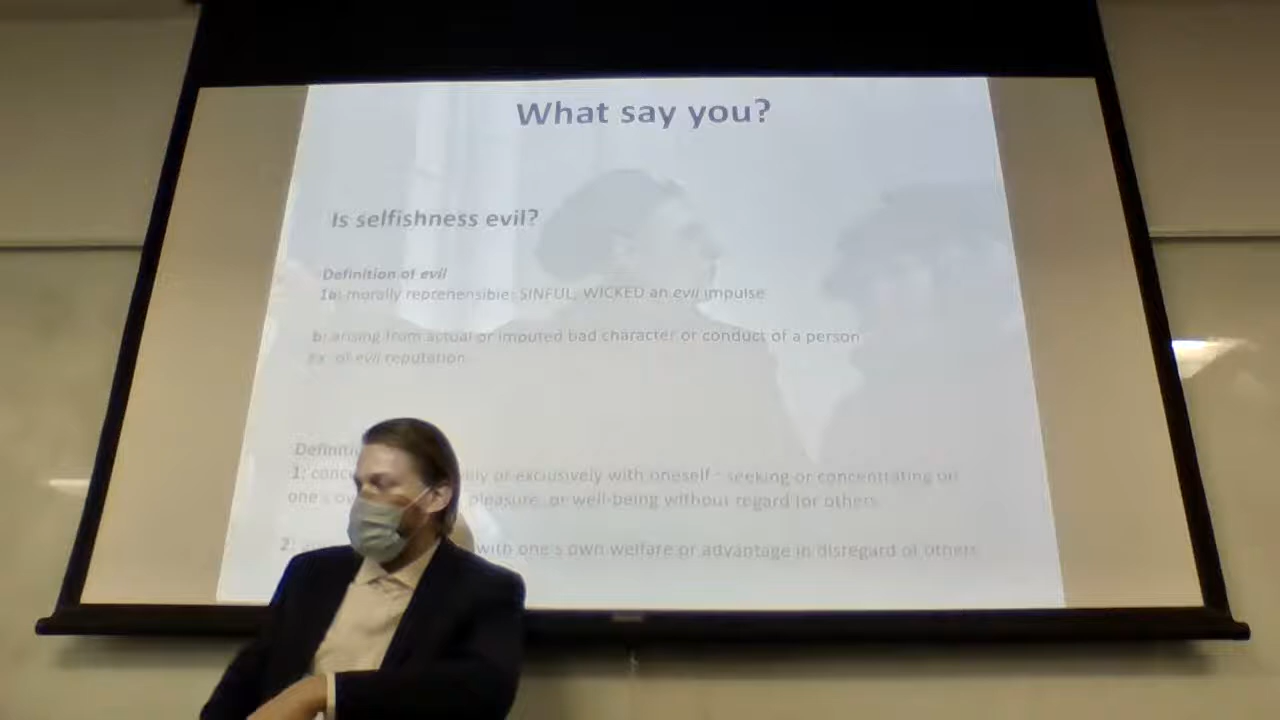 What say you?
Is selfishness evil?
Definition of evil
1a: morally reprehensible: SINFUL, WICKED an evil impulse
b: arising from actual or imputed bad character or conduct of a person
ex of evil reputation
1: or exclusively with oneself - seeking or concentrating on
one's pleasure, or well-being without regard for others
2: with one's own welfare or advantage in disregard of others